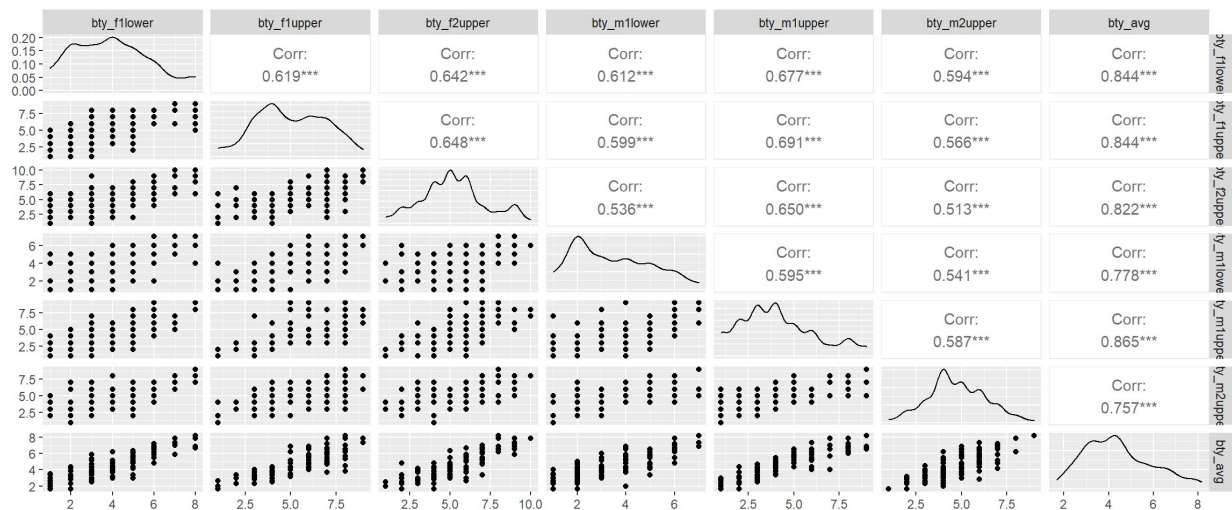 bty_f1lower bty_f1upper bty_f2upper bty_m1lower bty_m1upper bty_m2upper bty_avg
0.20
0.15
0.10
0.05
0.00
Corr: Corr: Corr: Corr: Corr: Corr:
0.619*** 0.642*** 0.612*** 0.677*** 0.594*** 0.844***
bty_f1lowe
7.5
5.0
2.5
Corr: Corr: Corr: Corr: Corr:
0.648*** 0.599*** 0.691*** 0.566*** 0.844***
bty_f1uppe
10.0
7.5
5.0
2.5
Corr: Corr: Corr: Corr:
0.536*** 0.650*** 0.513*** 0.822***
bty_f2uppe
6
4
2
Corr: Corr: Corr:
0.595*** 0.541*** 0.778***
bty_m1lowe
7.5
5.0
2.5
Corr: Corr:
0.587*** 0.865***
ty_m1uppe
7.5
5.0
2.5
Corr:
0.757***
ty_m2uppe
8
6
4
2
bty_avg
2 4 6 8 2.5 5.0 7.5 2.5 5.0 7.5 10.0 2 4 6 2.5 5.0 7.5 2.5 5.0 7.5 2 4 6 8